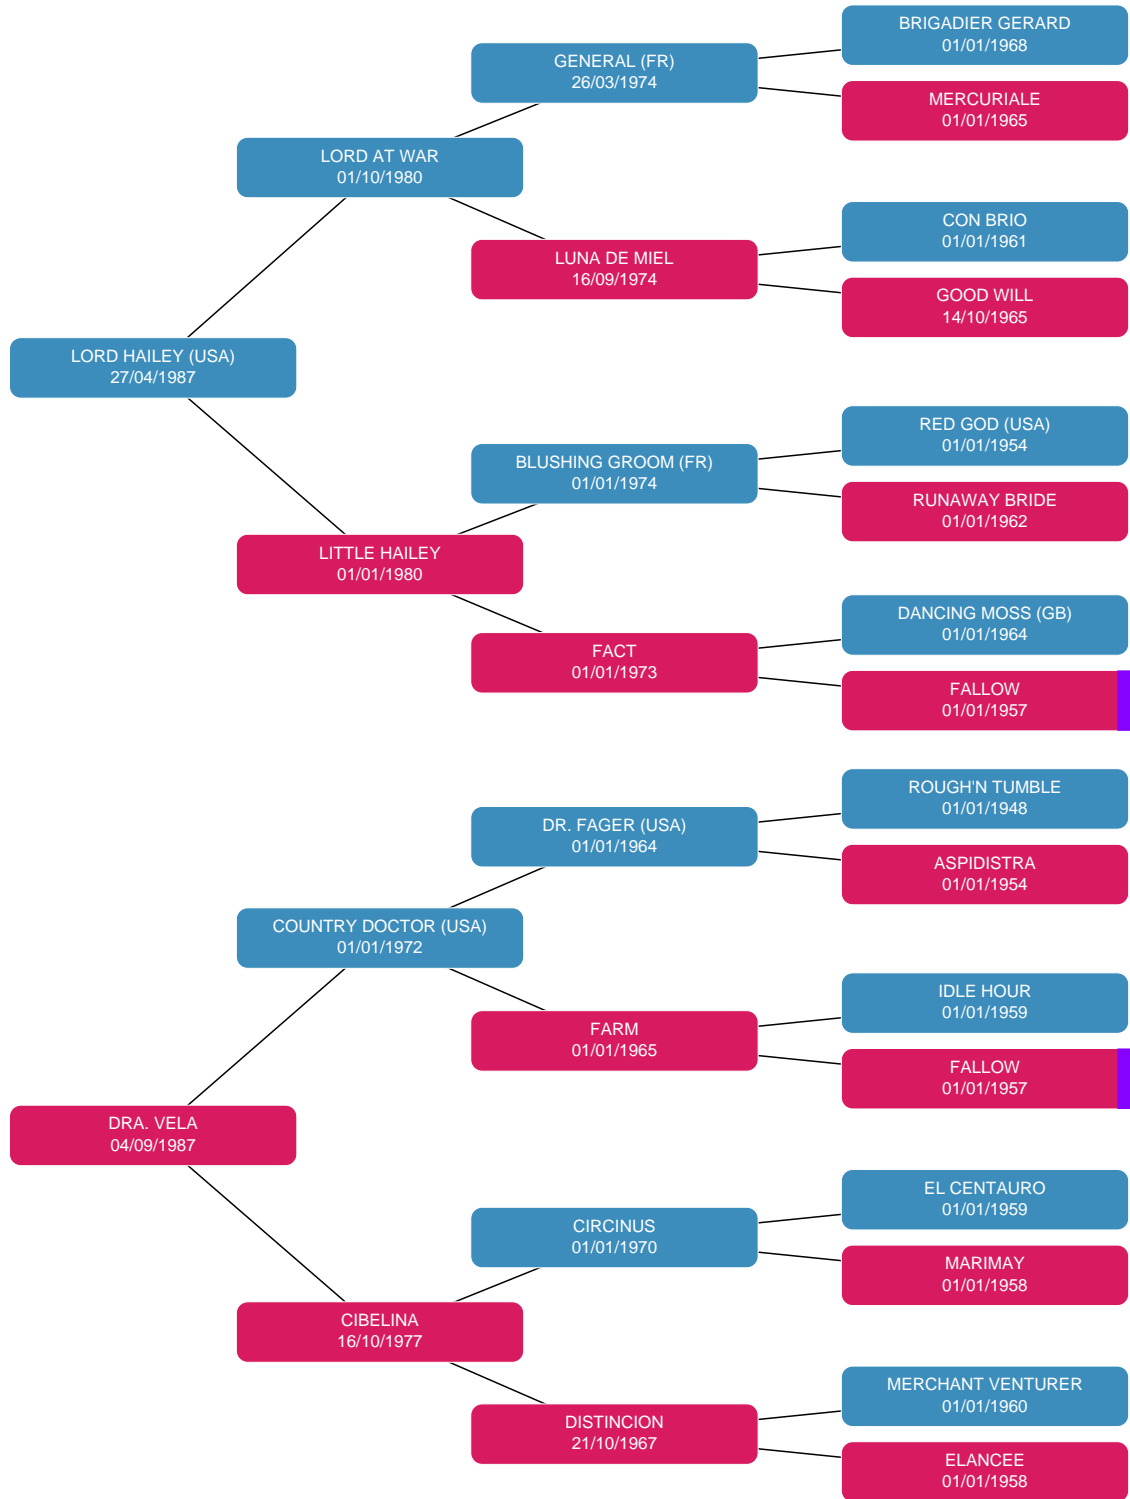 BRIGADIER GERARD
01/01/1968
GENERAL (FR)
26/03/1974
MERCURIALE
01/01/1965
LORD AT WAR
01/10/1980
CON BRIO
01/01/1961
LUNA DE MIEL
16/09/1974
GOOD WILL
14/10/1965
LORD HAILEY (USA)
27/04/1987
RED GOD (USA)
01/01/1954
BLUSHING GROOM (FR)
01/01/1974
RUNAWAY BRIDE
01/01/1962
LITTLE HAILEY
01/01/1980
DANCING MOSS (GB)
01/01/1964
FACT
01/01/1973
FALLOW
01/01/1957
ROUGH'N TUMBLE
01/01/1948
DR. FAGER (USA)
01/01/1964
ASPIDISTRA
01/01/1954
COUNTRY DOCTOR (USA)
01/01/1972
IDLE HOUR
01/01/1959
FARM
01/01/1965
FALLOW
01/01/1957
DRA. VELA
04/09/1987
EL CENTAURO
01/01/1959
CIRCINUS
01/01/1970
MARIMAY
01/01/1958
CIBELINA
16/10/1977
MERCHANT VENTURER
01/01/1960
DISTINCION
21/10/1967
ELANCEE
01/01/1958